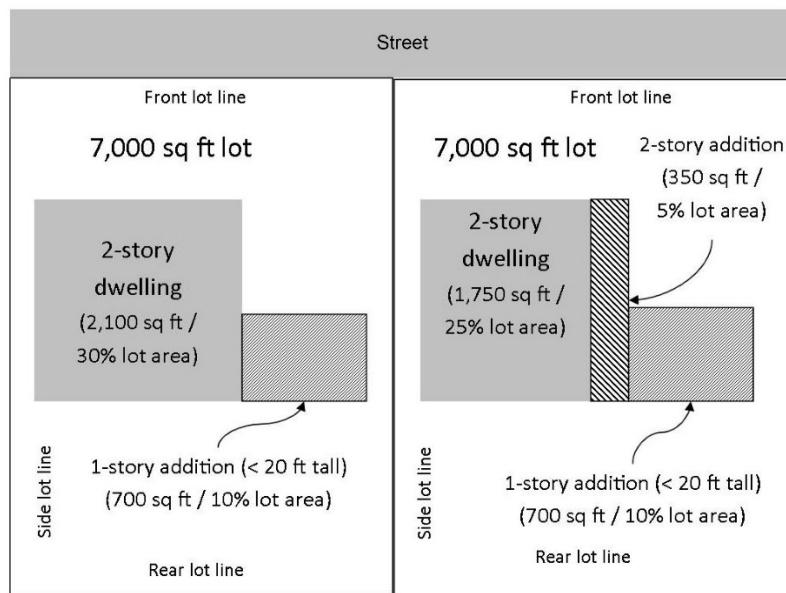 Street
Front lot line
7,000 sq ft lot
2-story
dwelling
(2,100 sq ft /
30% lot area)
1-story addition (< 20 ft tall)
(700 sq ft / 10% lot area)
Side lot line
Rear lot line
Front lot line
7,000 sq ft lot
2-story addition
(350 sq ft /
5% lot area)
2-story
dwelling
(1,750 sq ft /
25% lot area)
1-story addition (< 20 ft tall)
(700 sq ft / 10% lot area)
Side lot line
Rear lot line